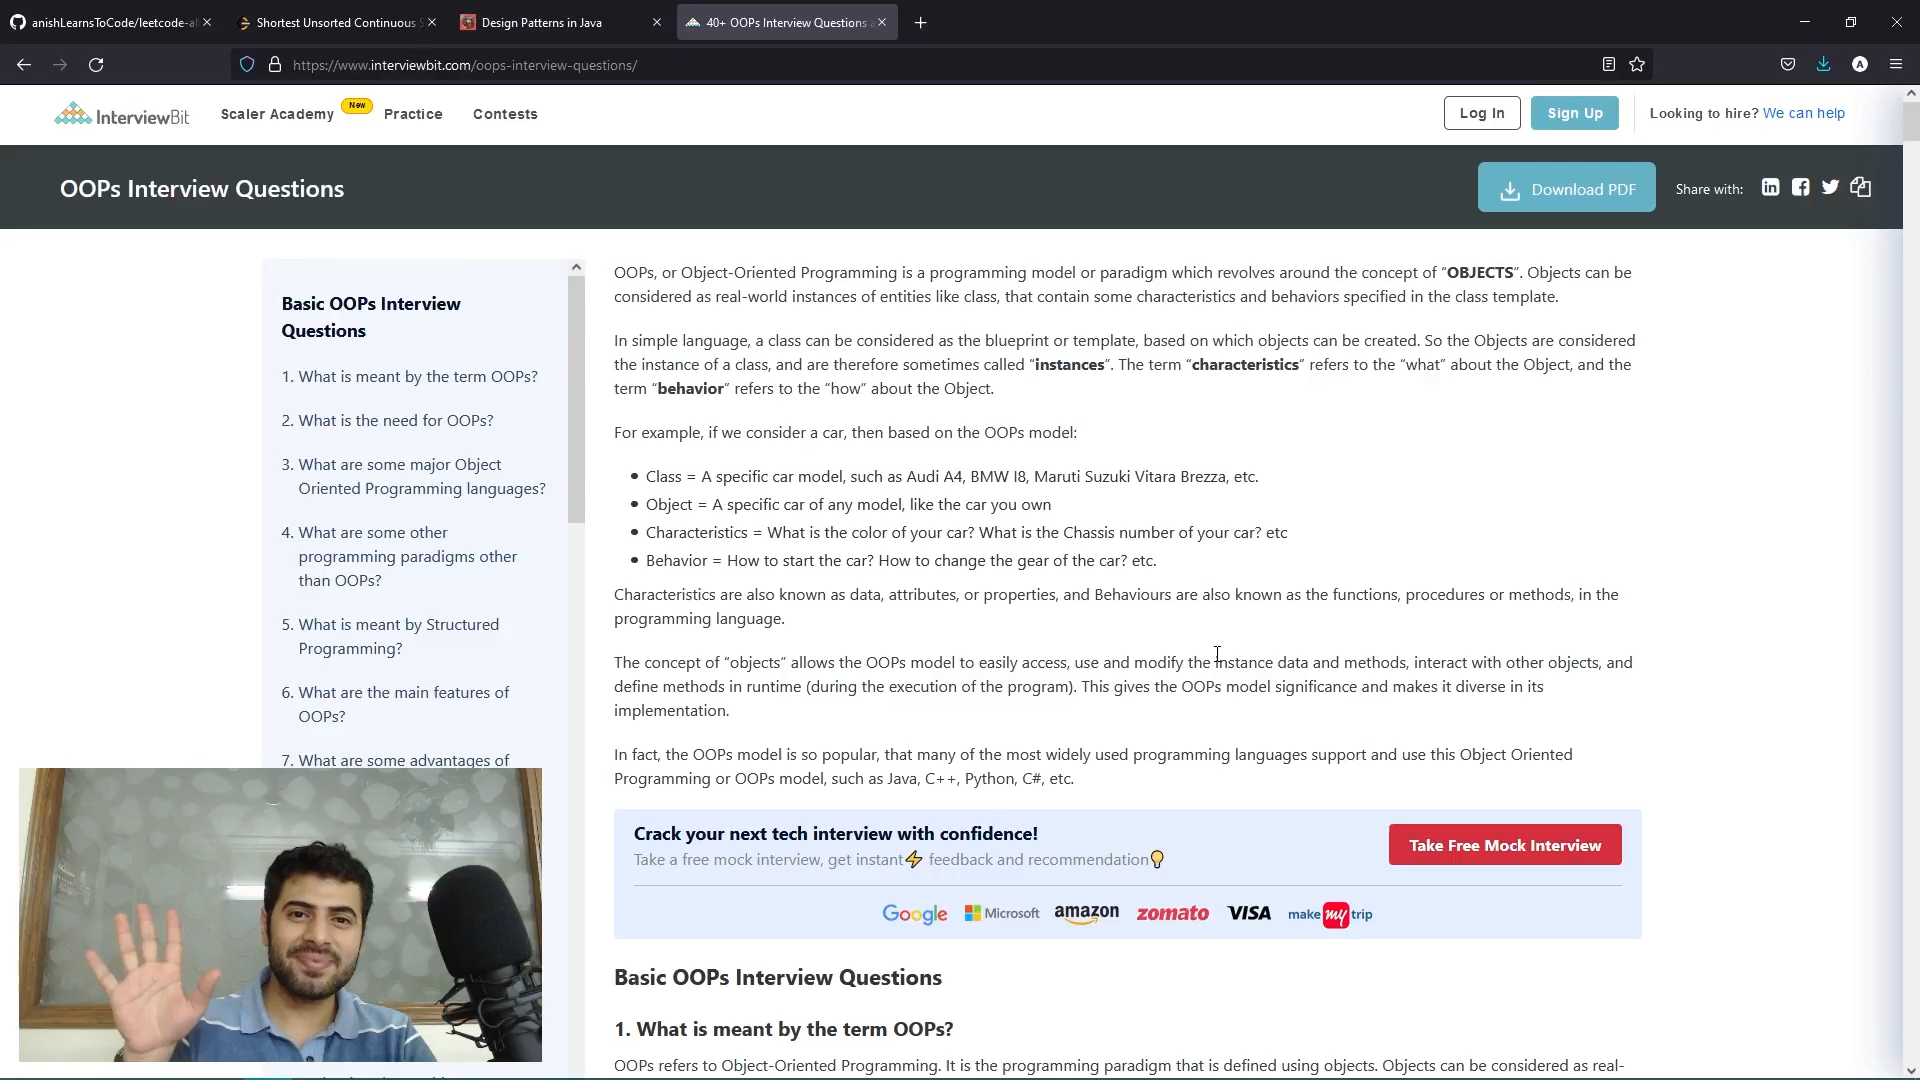 anishLearnsToCode/leetcode-al
Shortest Unsorted Continuous S
Design Patterns in Java
40+ OOPs Interview Questions a
https://www.interviewbit.com/oops-interview-questions/
InterviewBit
Scaler Academy
New
Practice
Contests
Log In
Sign Up
Looking to hire? We can help
OOPs Interview Questions
Download PDF
Share with:
Basic OOPs Interview
Questions
1. What is meant by the term OOPs?
2. What is the need for OOPs?
3. What are some major Object
Oriented Programming languages?
4. What are some other
programming paradigms other
than OOPs?
5. What is meant by Structured
Programming?
6. What are the main features of
OOPs?
7. What are some advantages of
OOPs, or Object-Oriented Programming is a programming model or paradigm which revolves around the concept of “OBJECTS”. Objects can be
considered as real-world instances of entities like class, that contain some characteristics and behaviors specified in the class template.
In simple language, a class can be considered as the blueprint or template, based on which objects can be created. So the Objects are considered
the instance of a class, and are therefore sometimes called “instances”. The term “characteristics” refers to the “what” about the Object, and the
term “behavior” refers to the “how” about the Object.
For example, if we consider a car, then based on the OOPs model:
• Class = A specific car model, such as Audi A4, BMW I8, Maruti Suzuki Vitara Brezza, etc.
• Object = A specific car of any model, like the car you own
• Characteristics = What is the color of your car? What is the Chassis number of your car? etc
• Behavior = How to start the car? How to change the gear of the car? etc.
Characteristics are also known as data, attributes, or properties, and Behaviours are also known as the functions, procedures or methods, in the
programming language.
The concept of “objects” allows the OOPs model to easily access, use and modify the instance data and methods, interact with other objects, and
define methods in runtime (during the execution of the program). This gives the OOPs model significance and makes it diverse in its
implementation.
In fact, the OOPs model is so popular, that many of the most widely used programming languages support and use this Object Oriented
Programming or OOPs model, such as Java, C++, Python, C#, etc.
Crack your next tech interview with confidence!
Take a free mock interview, get instant⚡ feedback and recommendation💡
Take Free Mock Interview
Google Microsoft amazon zomato VISA make my trip
Basic OOPs Interview Questions
1. What is meant by the term OOPs?
OOPs refers to Object-Oriented Programming. It is the programming paradigm that is defined using objects. Objects can be considered as real-